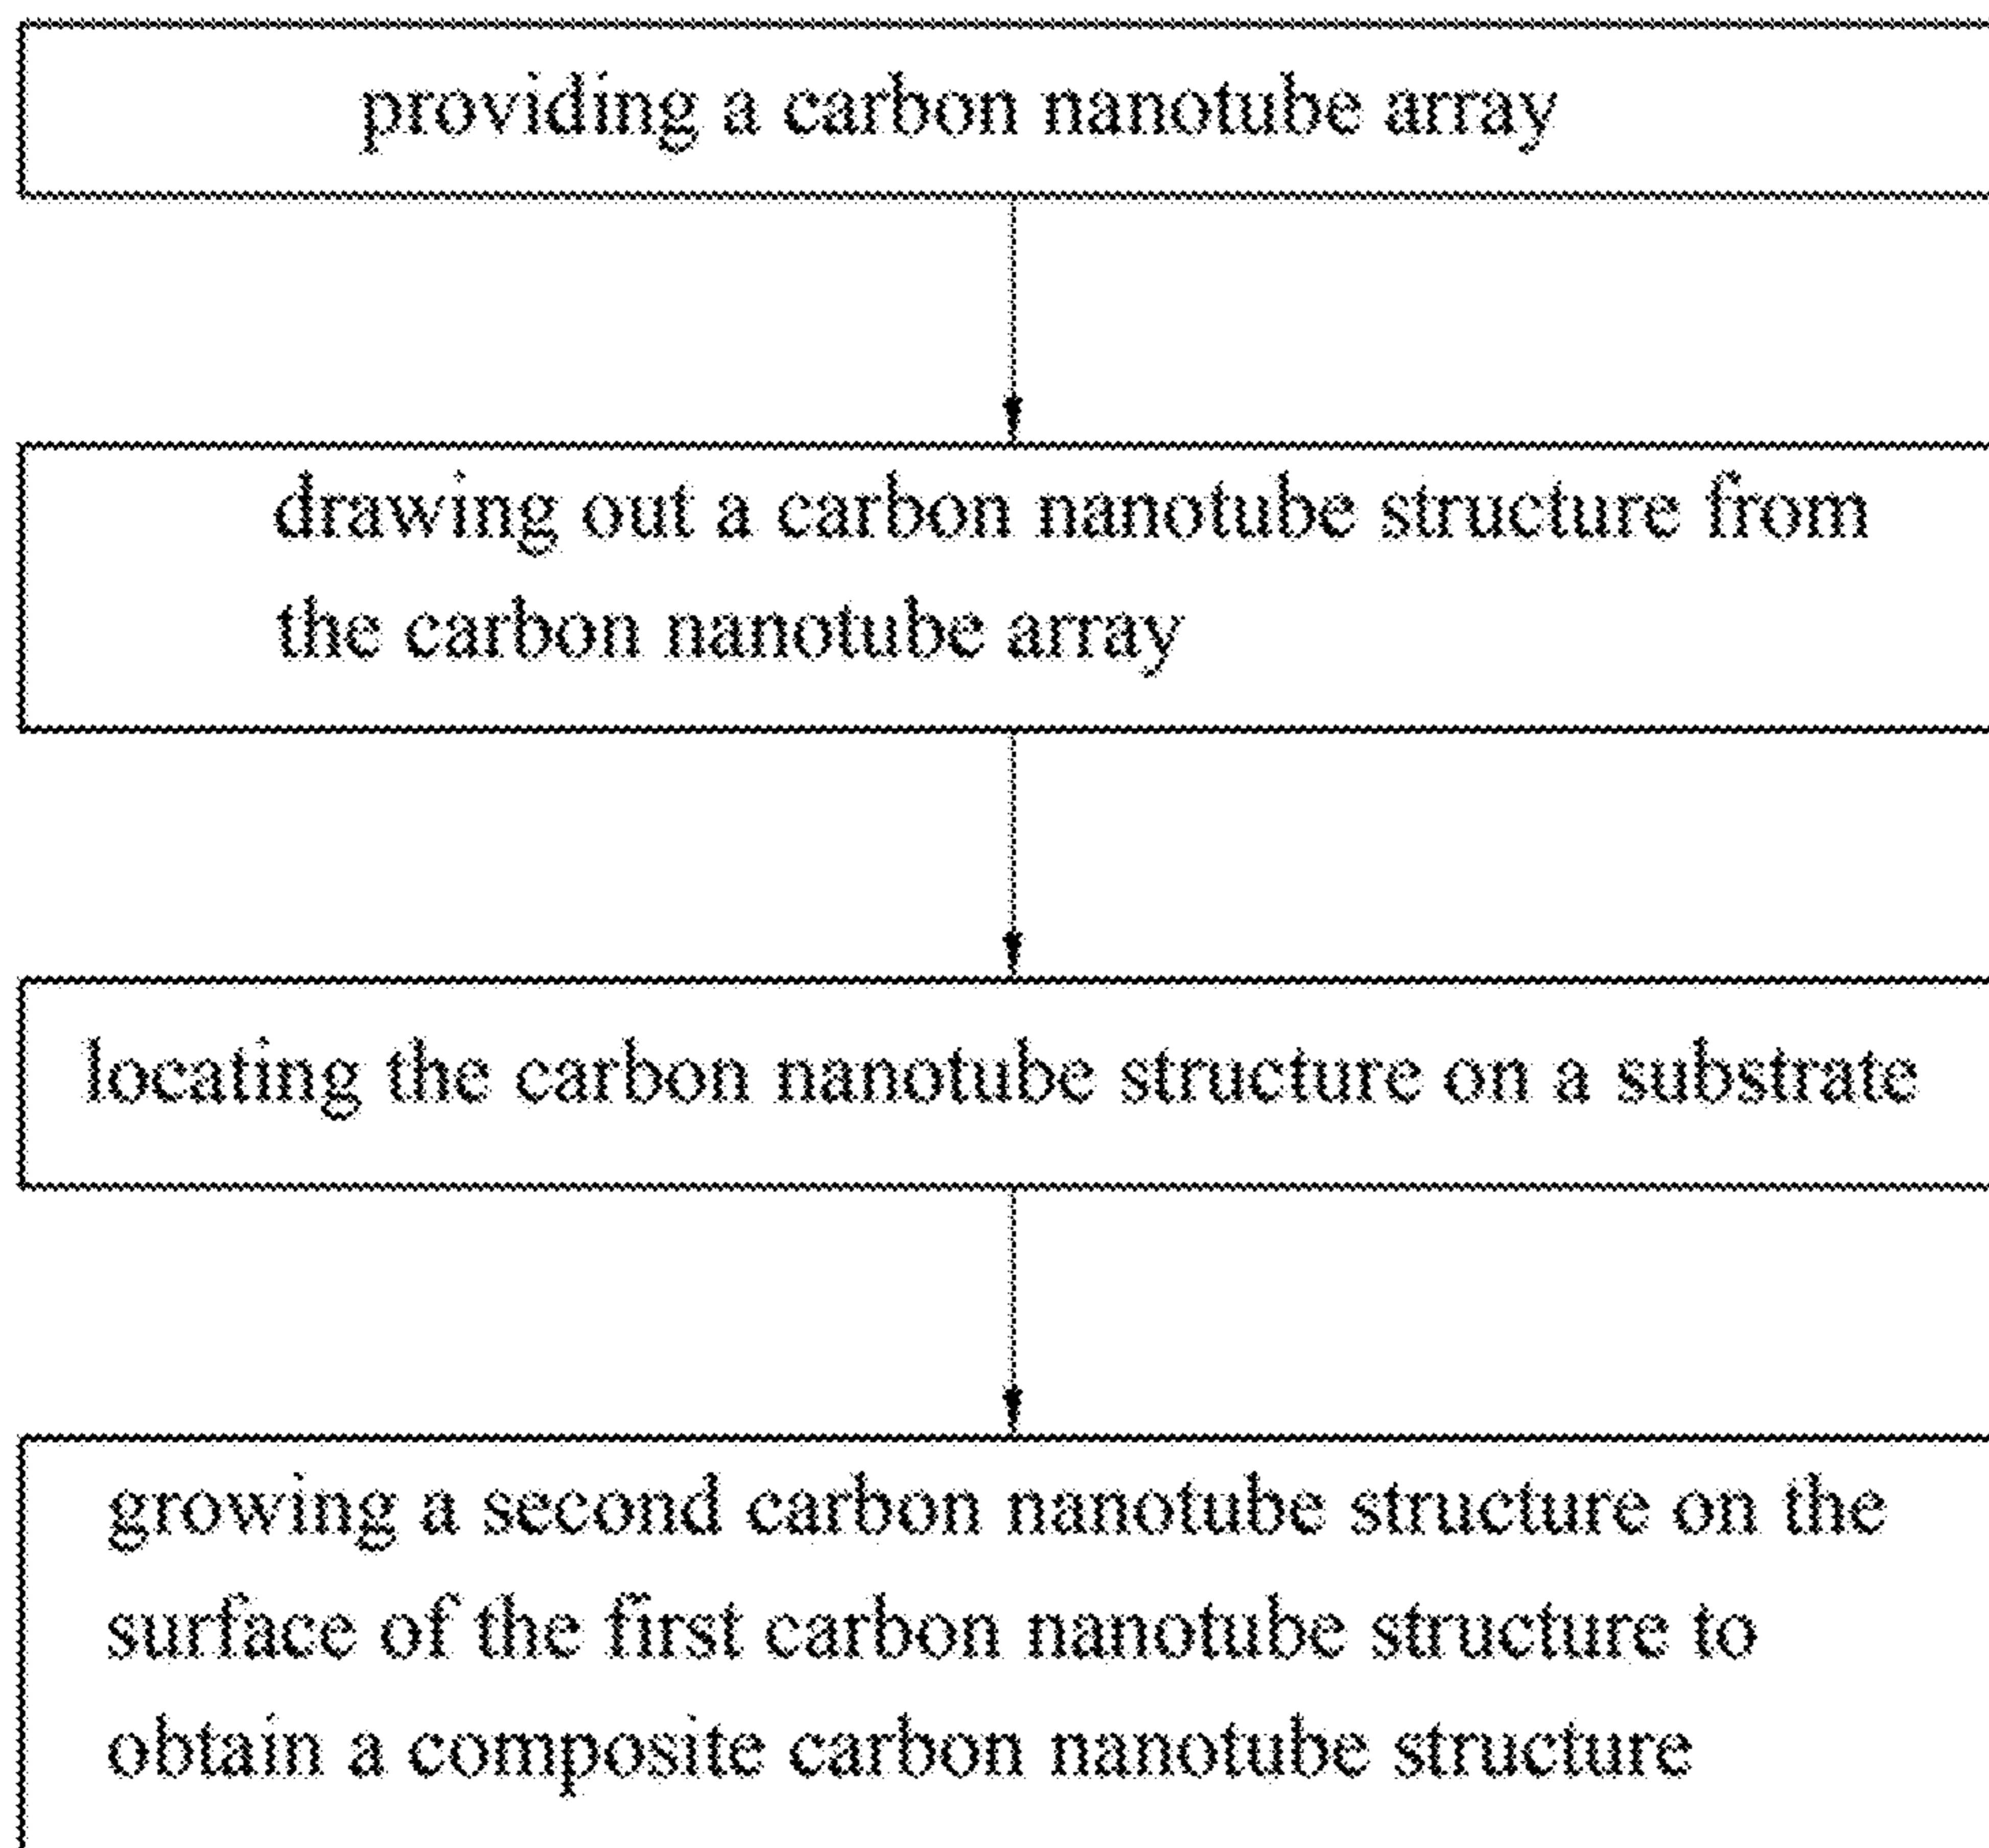 providing a carbon nanotube array
drawing out a carbon nanotube structure from
the carbon nanotube array
locating the carbon nanotube structure on a substrate
growing a second carbon nanotube structure on the
surface of the first carbon nanotube structure to
obtain a composite carbon nanotube structure